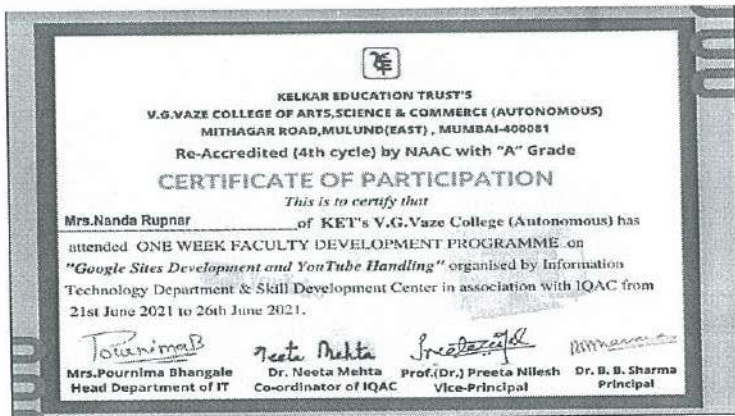 KELKAR EDUCATION TRUST'S
V.G.VAZE COLLEGE OF ARTS,SCIENCE & COMMERCE (AUTONOMOUS)
MITHAGAR ROAD,MULUND(EAST) , MUMBAI-400081
Re-Accredited (4th cycle) by NAAC with "A" Grade
CERTIFICATE OF PARTICIPATION
This is to certify that
Mrs.Nanda Rupnar of KET's V.G.Vaze College (Autonomous) has
attended ONE WEEK FACULTY DEVELOPMENT PROGRAMME on
"Google Sites Development and YouTube Handling" organised by Information
Technology Department & Skill Development Center in association with IQAC from
21st June 2021 to 26th June 2021.
PournimaB Neeta Mehta
Mrs.Pournima Bhangale Dr. Neeta Mehta Prof.(Dr.) Preeta Nilesh Dr. B. B. Sharma
Head Department of IT Co-ordinator of IQAC Vice-Principal Principal